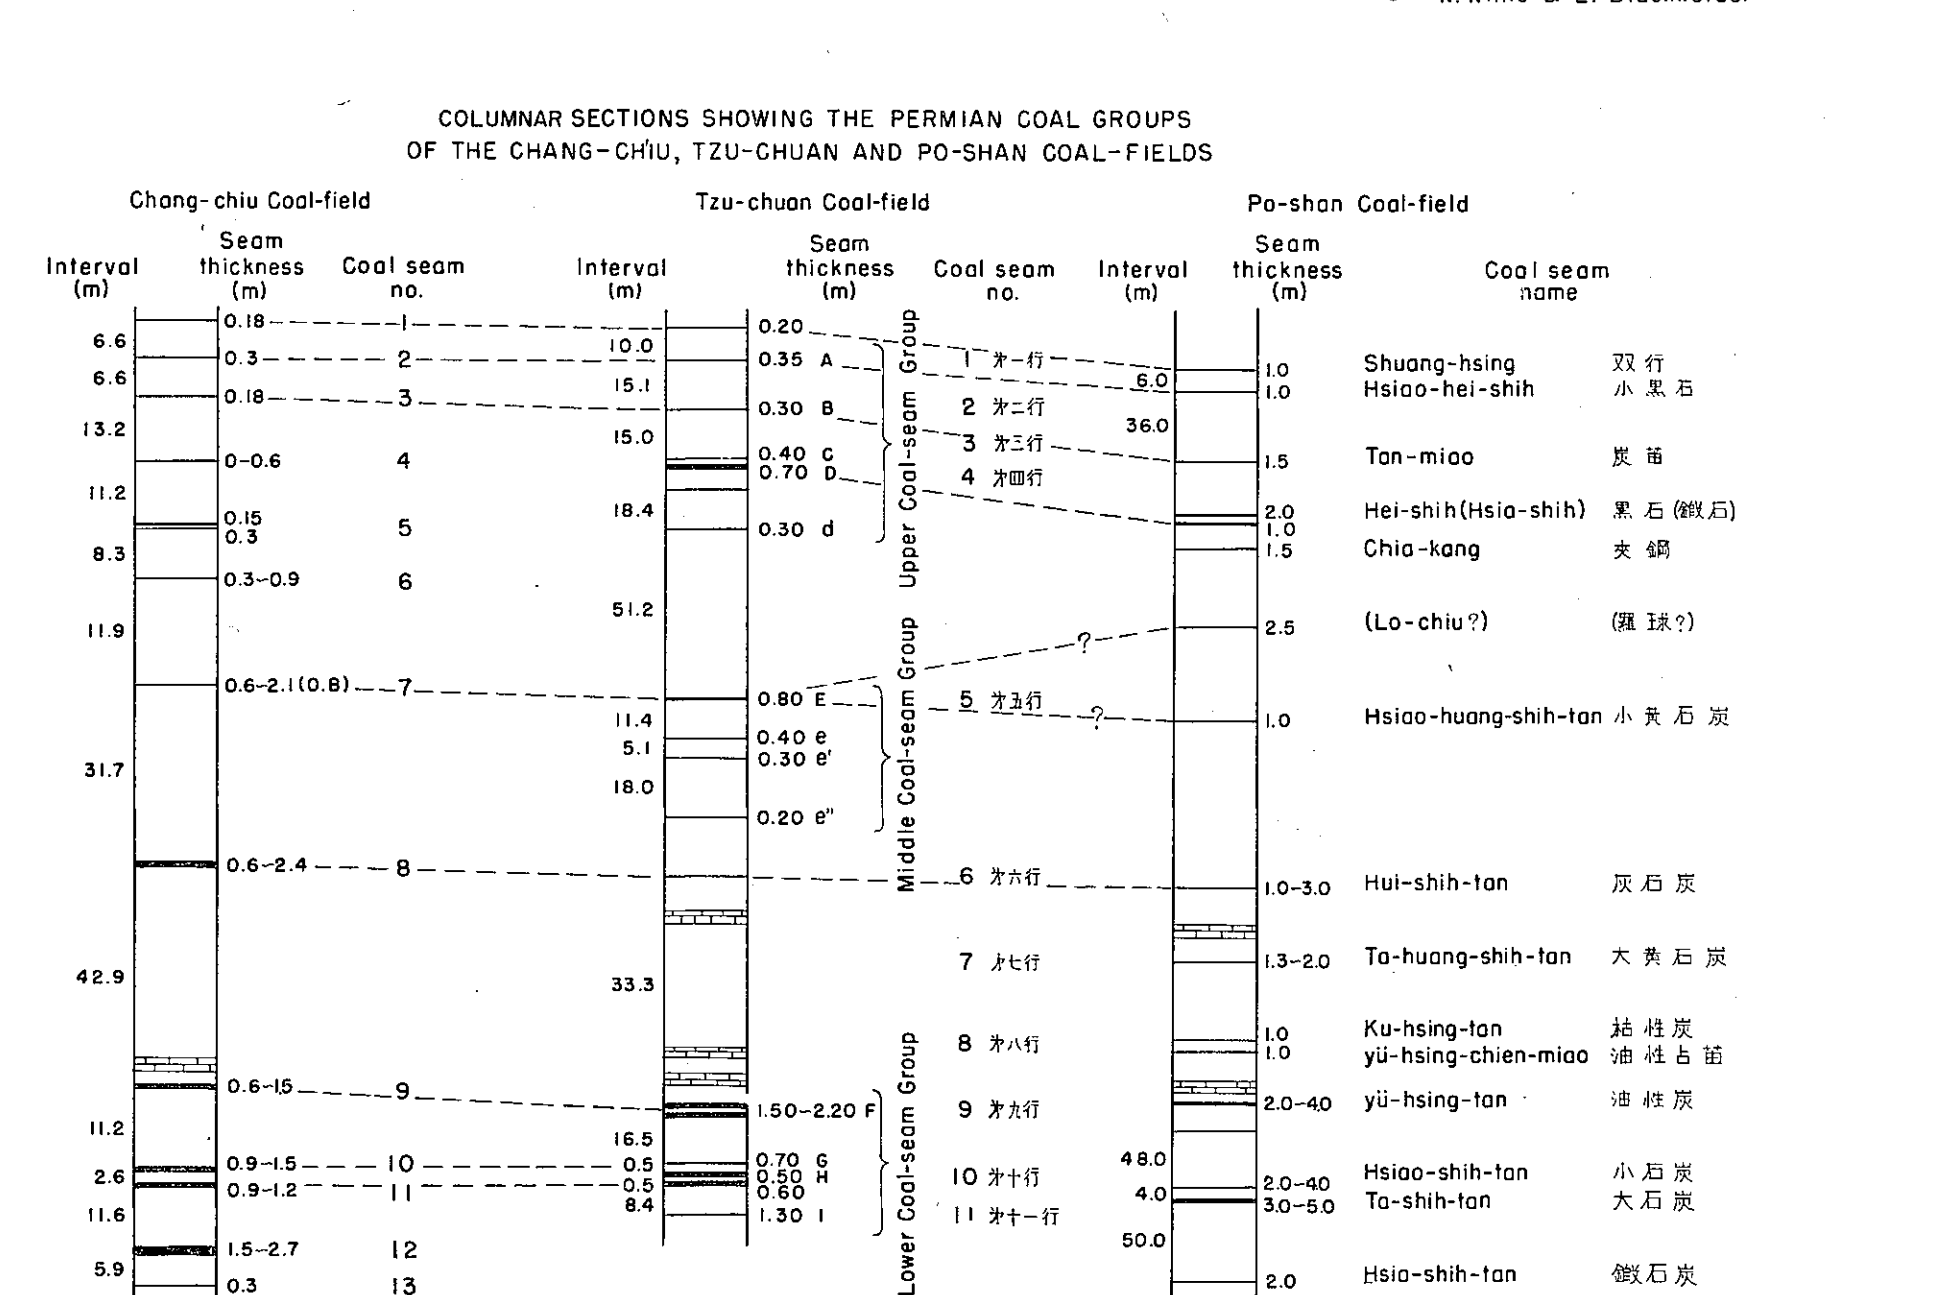 COLUMNAR SECTIONS SHOWING THE PERMIAN COAL GROUPS
OF THE CHANG-CH'IU, TZU-CHUAN AND PO-SHAN COAL-FIELDS
Chang-chiu Coal-field
Interval (m)
Seam thickness (m)
Coal seam no.
0.18 1
6.6
0.3 2
6.6
0.18 3
13.2
0-0.6 4
11.2
0.15
0.3 5
8.3
0.3-0.9 6
11.9
0.6-2.1(0.8) 7
31.7
0.6-2.4 8
42.9
0.6-1.5 9
11.2
0.9-1.5 10
2.6
0.9-1.2 11
11.6
1.5-2.7 12
5.9
0.3 13
Tzu-chuan Coal-field
Interval (m)
Seam thickness (m)
Coal seam no.
0.20
10.0
0.35 A
15.1
0.30 B
15.0
0.40 C
0.70 D
18.4
0.30 d
51.2
0.80 E
11.4
0.40 e
5.1
0.30 e'
18.0
0.20 e"
33.3
1.50-2.20 F
16.5
0.70 G
0.5
0.50 H
0.5
0.60
8.4
1.30 I
Upper Coal-seam Group
Middle Coal-seam Group
Lower Coal-seam Group
1 㐧一行
2 㐧二行
3 㐧三行
4 㐧四行
5 㐧五行
6 㐧六行
7 㐧七行
8 㐧八行
9 㐧九行
10 㐧十行
11 㐧十一行
Po-shan Coal-field
Interval (m)
Seam thickness (m)
Coal seam name
1.0 Shuang-hsing 双行
6.0
1.0 Hsiao-hei-shih 小黒石
36.0
1.5 Tan-miao 炭苗
2.0 Hei-shih (Hsia-shih) 黒石(鍜石)
1.0
1.5 Chia-kang 夾鋼
2.5 (Lo-chiu?) (羅球?)
1.0 Hsiao-huang-shih-tan 小黄石炭
1.0-3.0 Hui-shih-tan 灰石炭
1.3-2.0 Ta-huang-shih-tan 大黄石炭
1.0 Ku-hsing-tan 粘性炭
1.0 yü-hsing-chien-miao 油性占苗
2.0-4.0 yü-hsing-tan 油性炭
48.0
2.0-4.0 Hsiao-shih-tan 小石炭
4.0
3.0-5.0 Ta-shih-tan 大石炭
50.0
2.0 Hsia-shih-tan 鍜石炭